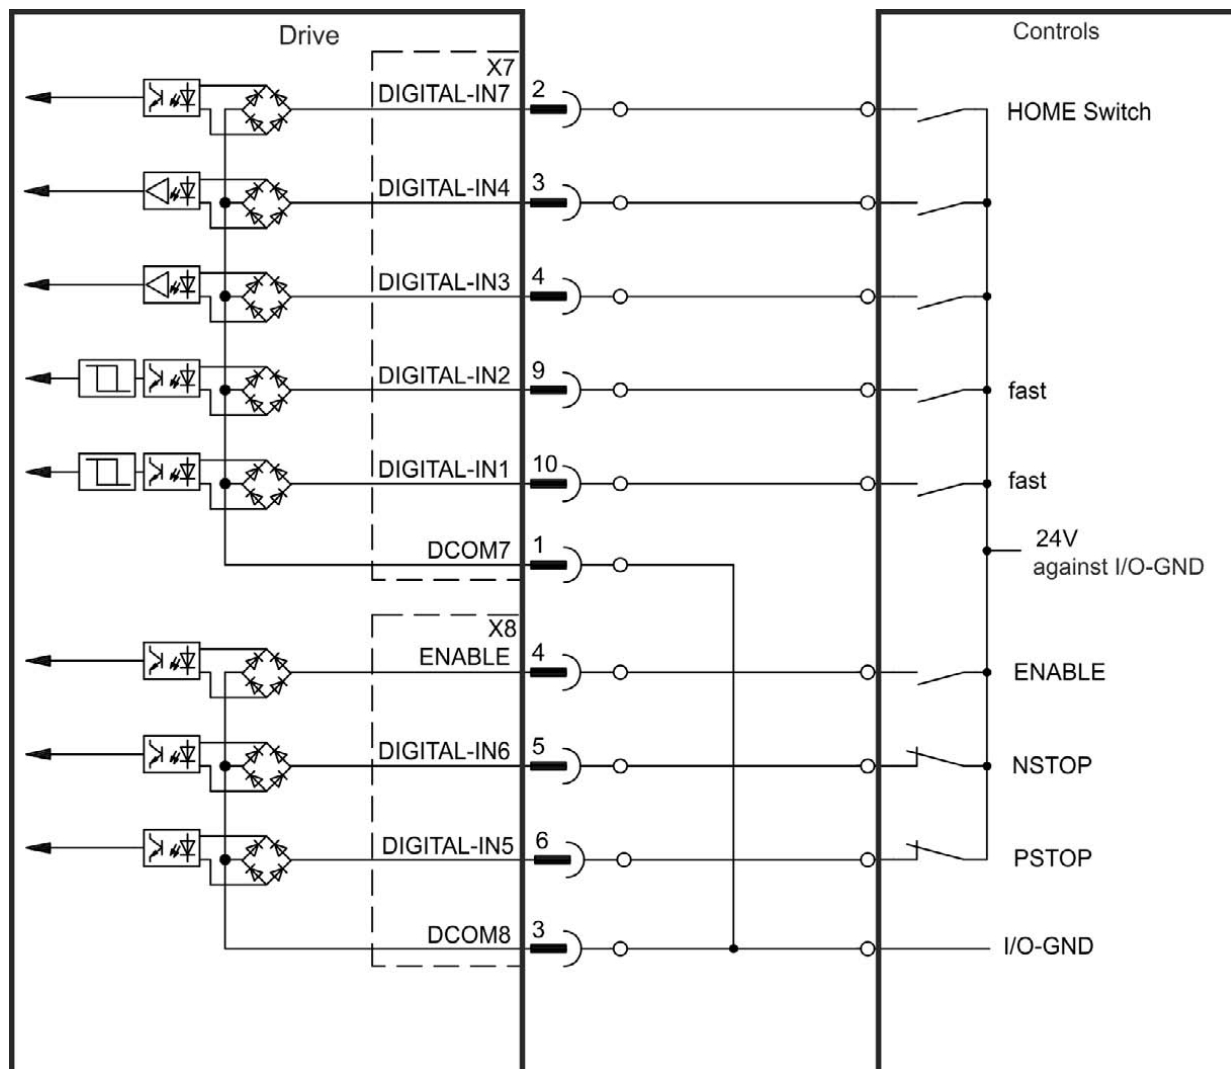 Drive
Controls
X7
DIGITAL-IN7 2 HOME Switch
DIGITAL-IN4 3
DIGITAL-IN3 4
DIGITAL-IN2 9 fast
DIGITAL-IN1 10 fast
DCOM7 1
24V
against I/O-GND
X8
ENABLE 4 ENABLE
DIGITAL-IN6 5 NSTOP
DIGITAL-IN5 6 PSTOP
DCOM8 3 I/O-GND